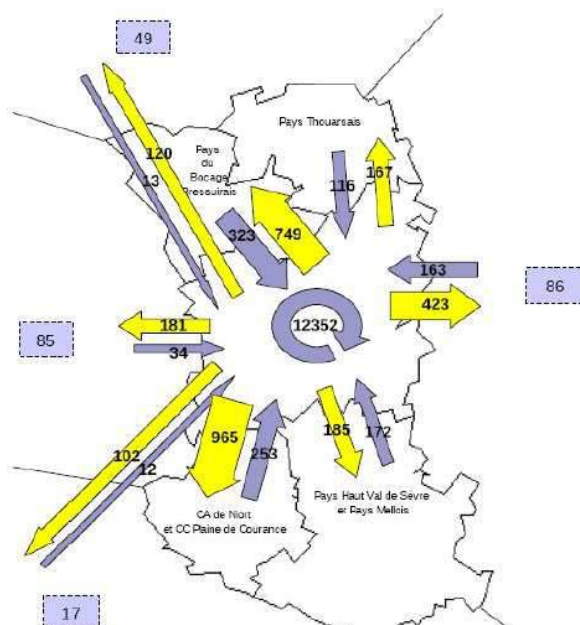 49
Pays Thouarsais
Pays
du
Bocage
Bressuirais
120
13
116
167
323
749
163
423
86
12352
181
85
34
102
12
965
253
185
172
Pays Haut Val de Sèvre
et Pays Mellois
CA de Niort
et CC Plaine de Courance
17